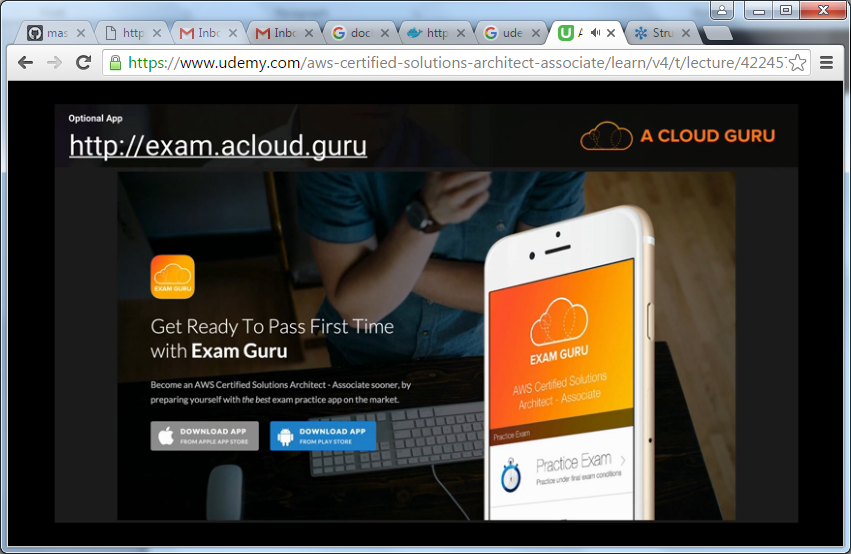 mas
http
Inbo
Inbo
doc
http
ude
A
Stru
https://www.udemy.com/aws-certified-solutions-architect-associate/learn/v4/t/lecture/42245
Optional App
http://exam.acloud.guru
A CLOUD GURU
EXAM GURU
Get Ready To Pass First Time
with Exam Guru
Become an AWS Certified Solutions Architect - Associate sooner, by
preparing yourself with the best exam practice app on the market.
DOWNLOAD APP
FROM APPLE APP STORE
DOWNLOAD APP
FROM PLAY STORE
EXAM GURU
AWS Certified Solutions
Architect - Associate
Practice Exam
Practice Exam
Practice under final exam conditions